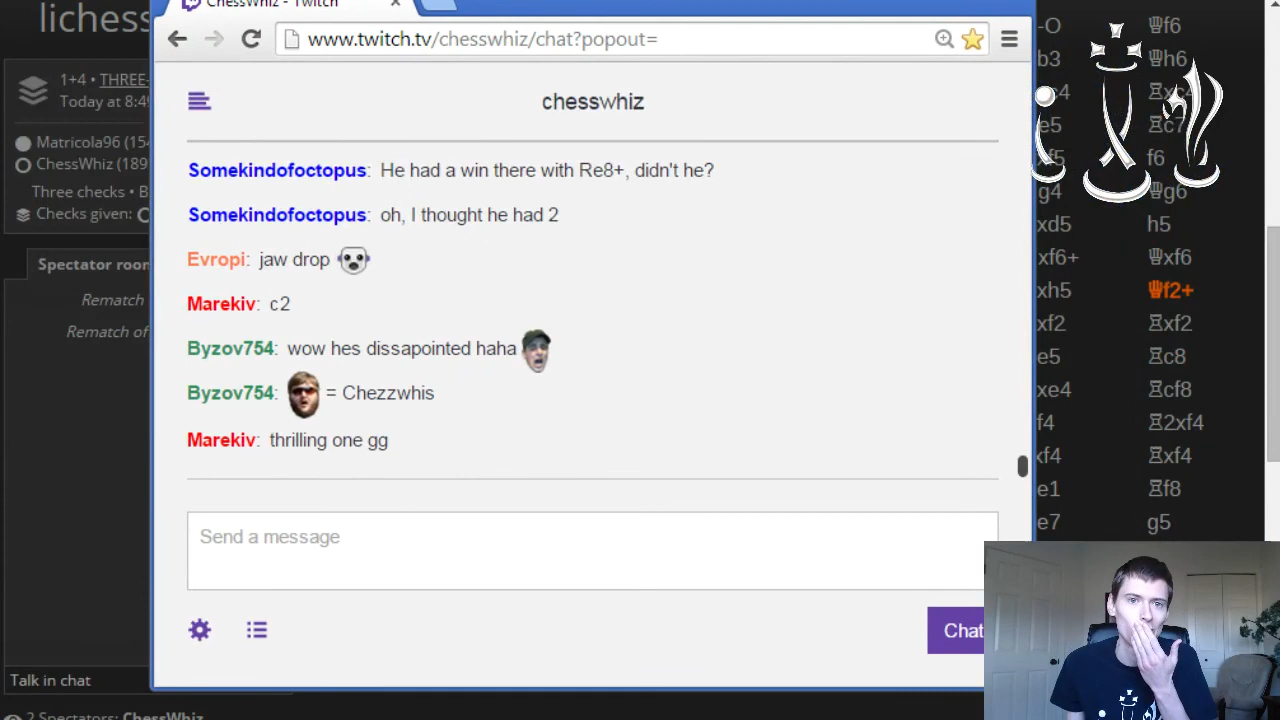 lichess
ChessWhiz - Twitch
www.twitch.tv/chesswhiz/chat?popout=
1+4 • THREE-
Today at 8:4
Matricola96 (154
ChessWhiz (189
Three checks • B
Checks given:
Spectator room
Rematch
Rematch of
Talk in chat
2 Spectators: ChessWhiz
chesswhiz
Somekindofoctopus: He had a win there with Re8+, didn't he?
Somekindofoctopus: oh, I thought he had 2
Evropi: jaw drop
Marekiv: c2
Byzov754: wow hes dissapointed haha
Byzov754: = Chezzwhis
Marekiv: thrilling one gg
Send a message
Chat
-O ♕f6
b3 ♕h6
c4 ♖xc4
e5 ♖c7
xf5 f6
g4 ♕g6
xd5 h5
xf6+ ♕xf6
xh5 ♕f2+
xf2 ♖xf2
e5 ♖c8
xe4 ♖cf8
f4 ♖2xf4
xf4 ♖xf4
e1 ♖f8
e7 g5